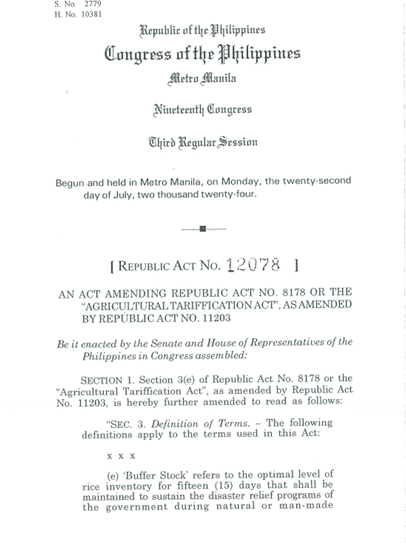 S. No. 2779
H. No. 10381
Republic of the Philippines
Congress of the Philippines
Metro Manila
Nineteenth Congress
Third Regular Session
Begun and held in Metro Manila, on Monday, the twenty-second
day of July, two thousand twenty-four.
[ REPUBLIC ACT NO. 12078 ]
AN ACT AMENDING REPUBLIC ACT NO. 8178 OR THE
"AGRICULTURAL TARIFFICATION ACT", AS AMENDED
BY REPUBLIC ACT NO. 11203
Be it enacted by the Senate and House of Representatives of the
Philippines in Congress assembled:
SECTION 1. Section 3(e) of Republic Act No. 8178 or the
"Agricultural Tariffication Act", as amended by Republic Act
No. 11203, is hereby further amended to read as follows:
"SEC. 3. Definition of Terms. – The following
definitions apply to the terms used in this Act:
x x x
(e) 'Buffer Stock' refers to the optimal level of
rice inventory for fifteen (15) days that shall be
maintained to sustain the disaster relief programs of
the government during natural or man-made